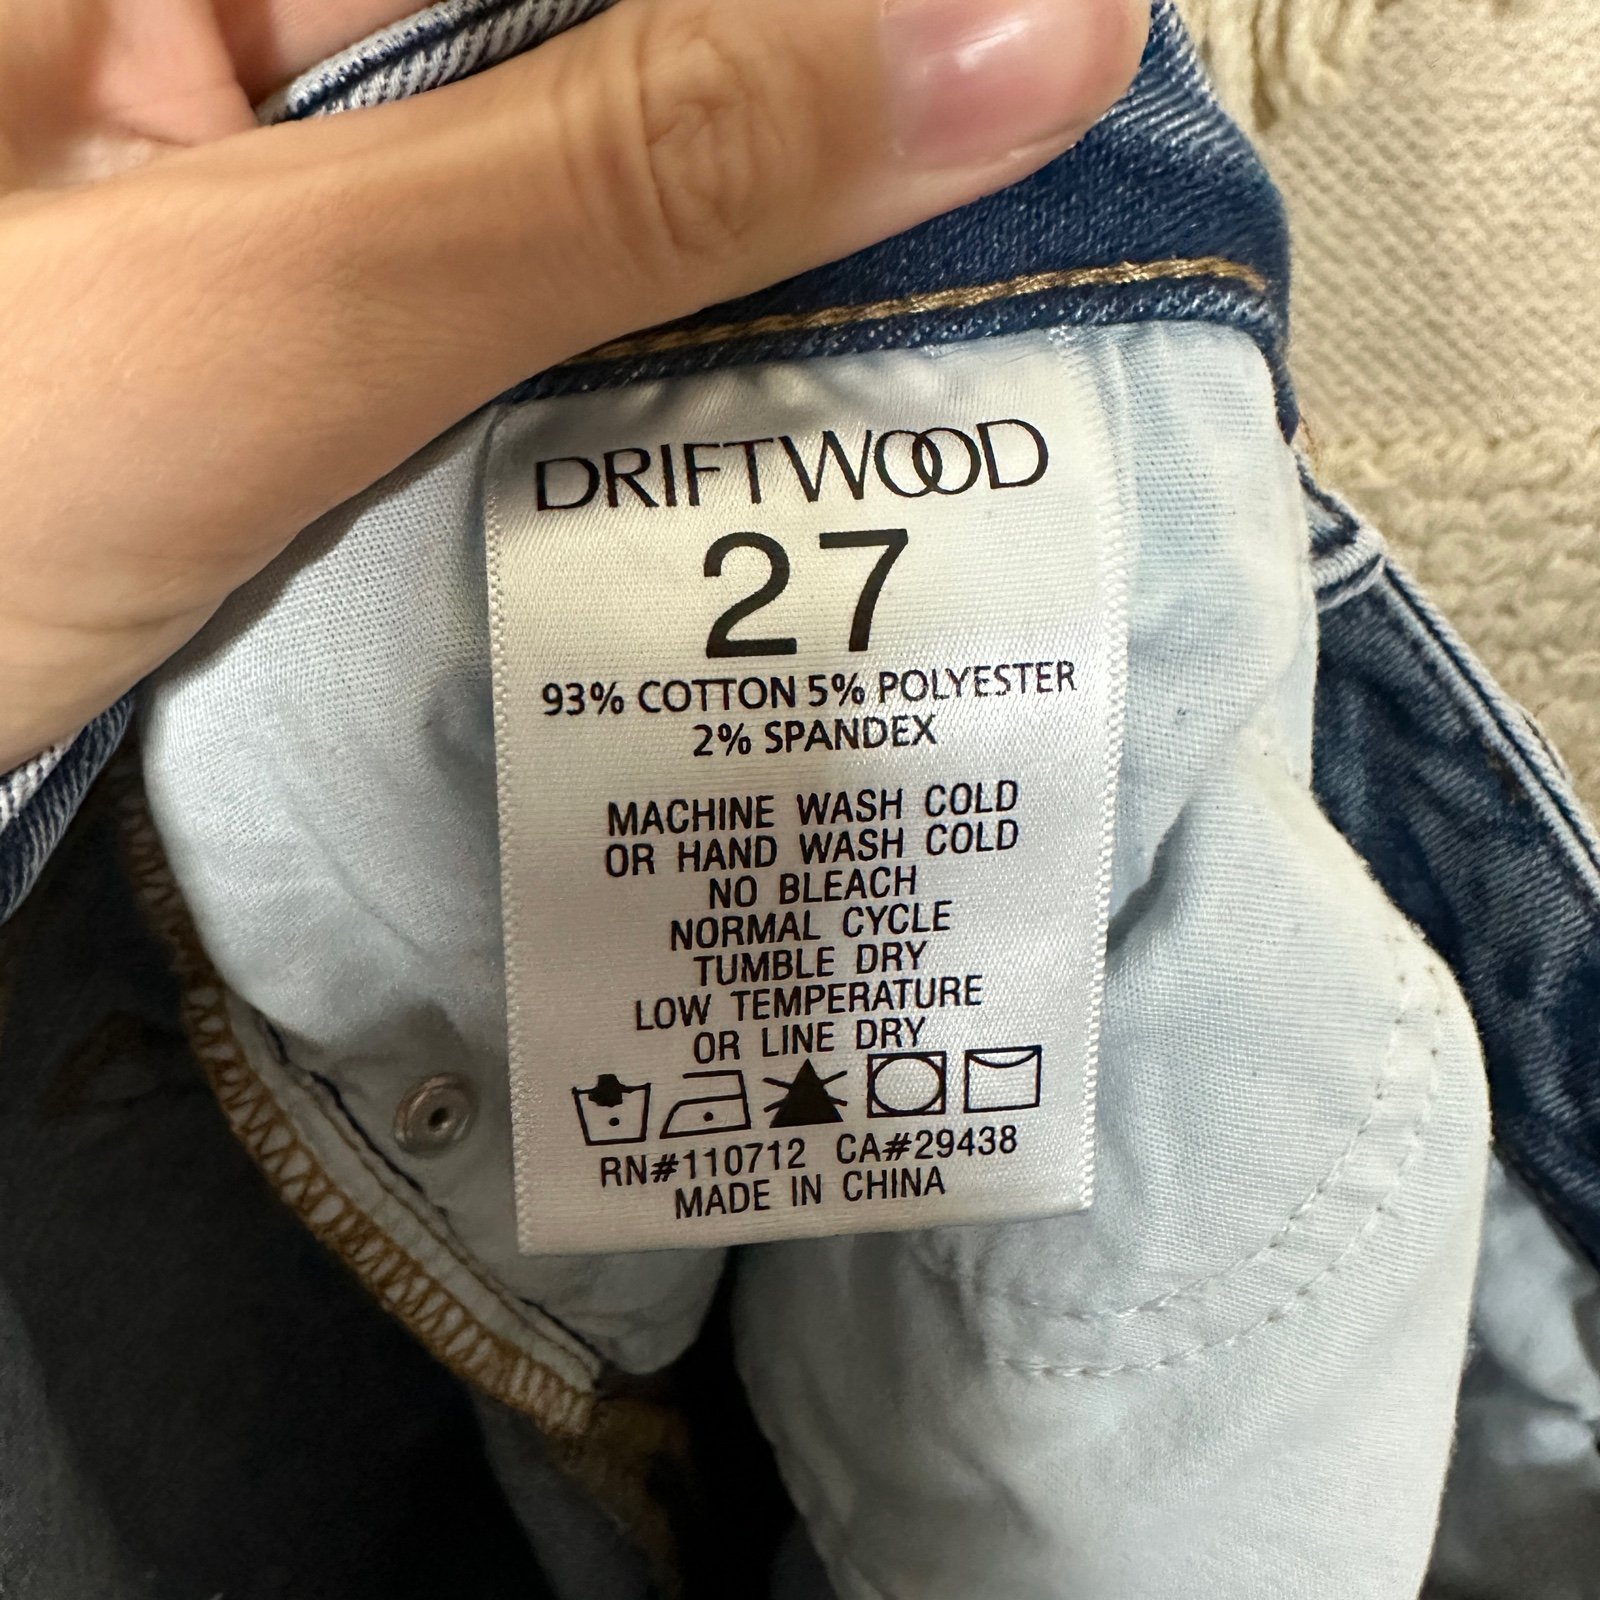 DRIFTWOOD
27
93% COTTON 5% POLYESTER
2% SPANDEX
MACHINE WASH COLD
OR HAND WASH COLD
NO BLEACH
NORMAL CYCLE
TUMBLE DRY
LOW TEMPERATURE
OR LINE DRY
RN#110712 CA#29438
MADE IN CHINA